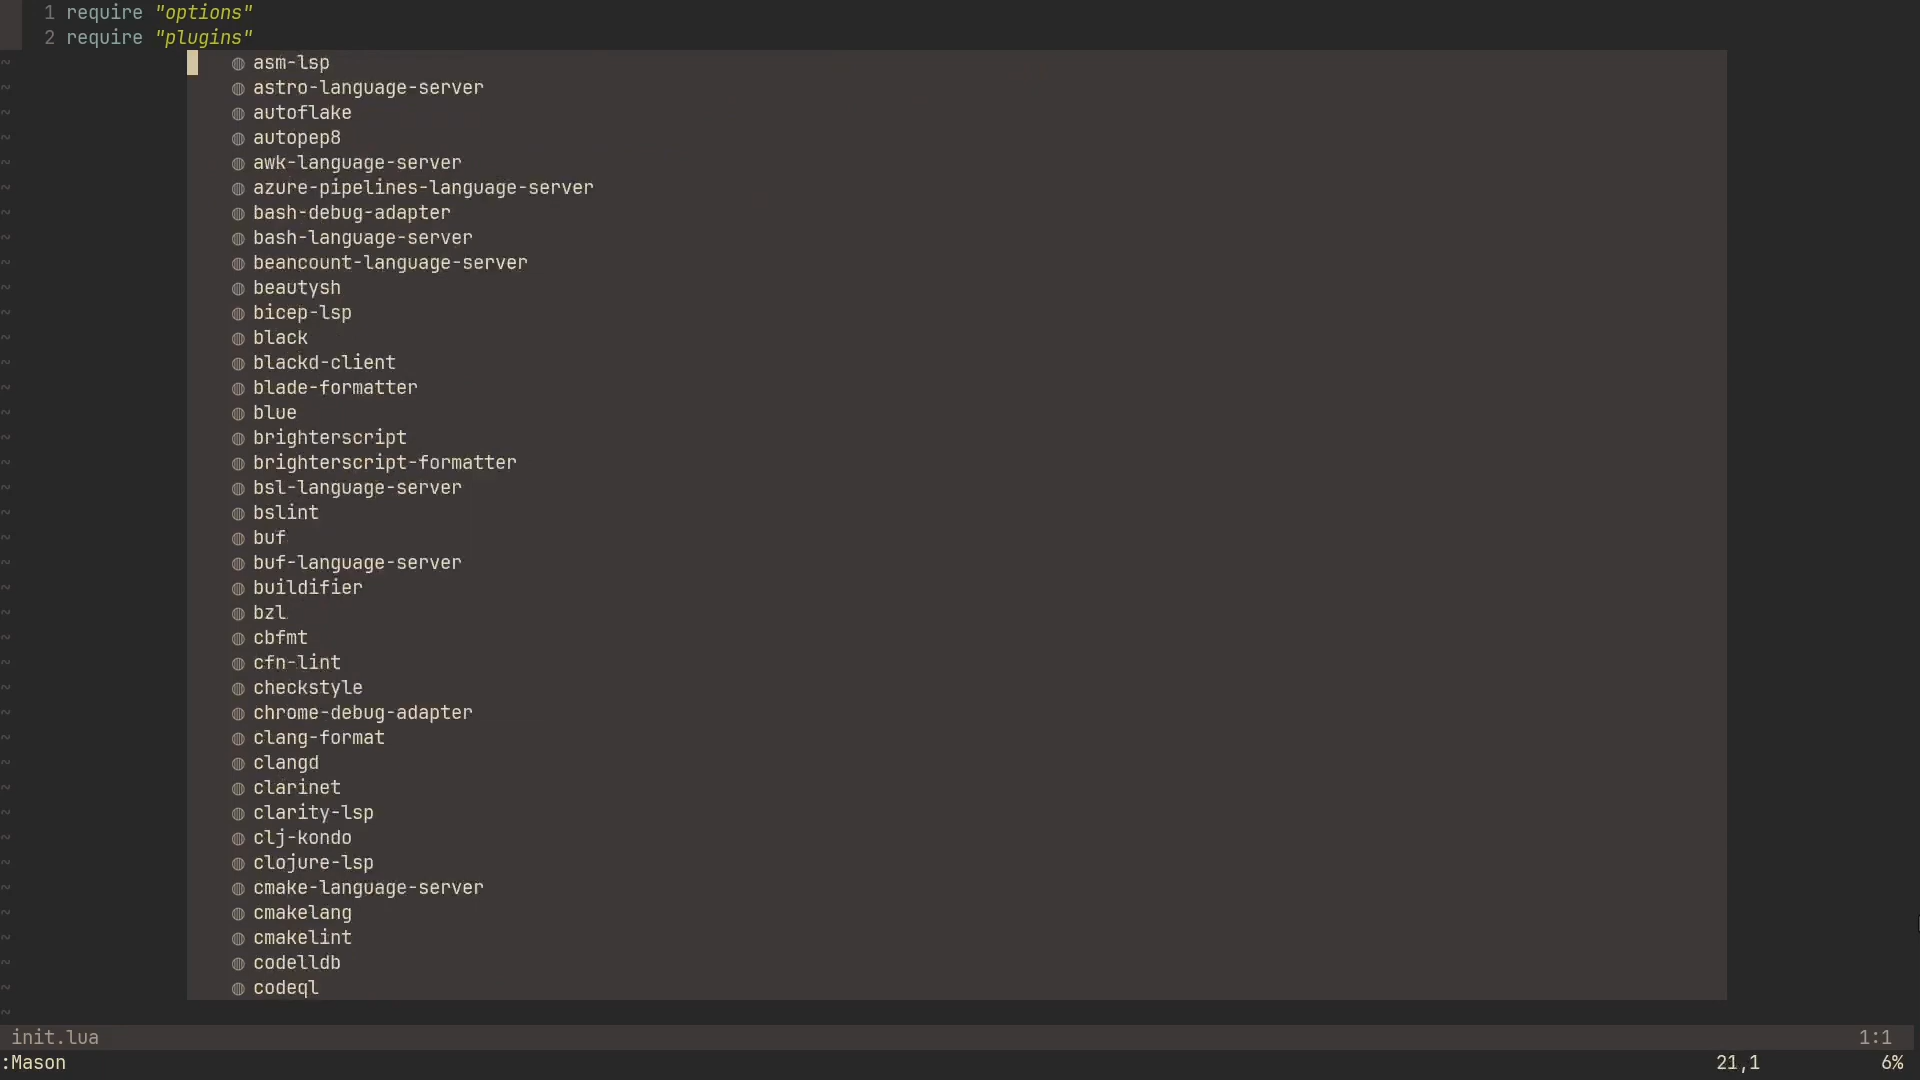 1 require "options"
2 require "plugins"
~ ◍ asm-lsp
~ ◍ astro-language-server
~ ◍ autoflake
~ ◍ autopep8
~ ◍ awk-language-server
~ ◍ azure-pipelines-language-server
~ ◍ bash-debug-adapter
~ ◍ bash-language-server
~ ◍ beancount-language-server
~ ◍ beautysh
~ ◍ bicep-lsp
~ ◍ black
~ ◍ blackd-client
~ ◍ blade-formatter
~ ◍ blue
~ ◍ brighterscript
~ ◍ brighterscript-formatter
~ ◍ bsl-language-server
~ ◍ bslint
~ ◍ buf
~ ◍ buf-language-server
~ ◍ buildifier
~ ◍ bzl
~ ◍ cbfmt
~ ◍ cfn-lint
~ ◍ checkstyle
~ ◍ chrome-debug-adapter
~ ◍ clang-format
~ ◍ clangd
~ ◍ clarinet
~ ◍ clarity-lsp
~ ◍ clj-kondo
~ ◍ clojure-lsp
~ ◍ cmake-language-server
~ ◍ cmakelang
~ ◍ cmakelint
~ ◍ codelldb
~ ◍ codeql
~
init.lua 1:1
:Mason 21,1 6%